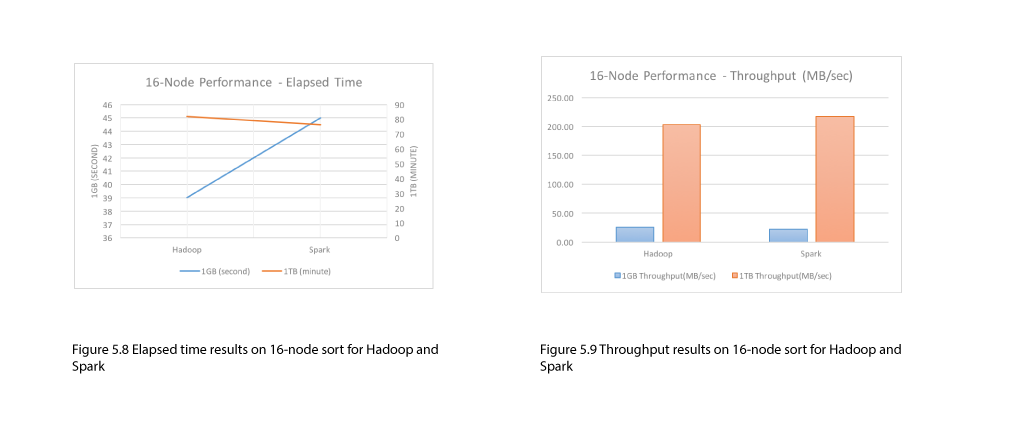 16-Node Performance - Elapsed Time
46
45
44
43
42
41
40
39
38
37
36
1GB (SECOND)
90
80
70
60
50
40
30
20
10
0
1TB (MINUTE)
Hadoop Spark
1GB (second) 1TB (minute)
Figure 5.8 Elapsed time results on 16-node sort for Hadoop and
Spark
16-Node Performance - Throughput (MB/sec)
250.00
200.00
150.00
100.00
50.00
0.00
Hadoop Spark
1GB Throughput(MB/sec) 1TB Throughput(MB/sec)
Figure 5.9 Throughput results on 16-node sort for Hadoop and
Spark